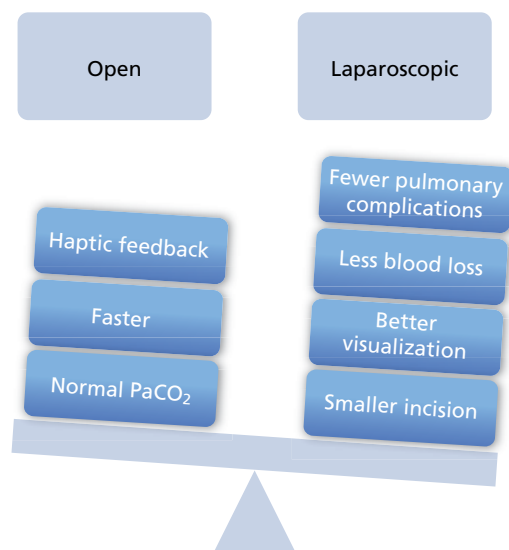 Open
Laparoscopic
Haptic feedback
Faster
Normal PaCO₂
Fewer pulmonary
complications
Less blood loss
Better
visualization
Smaller incision